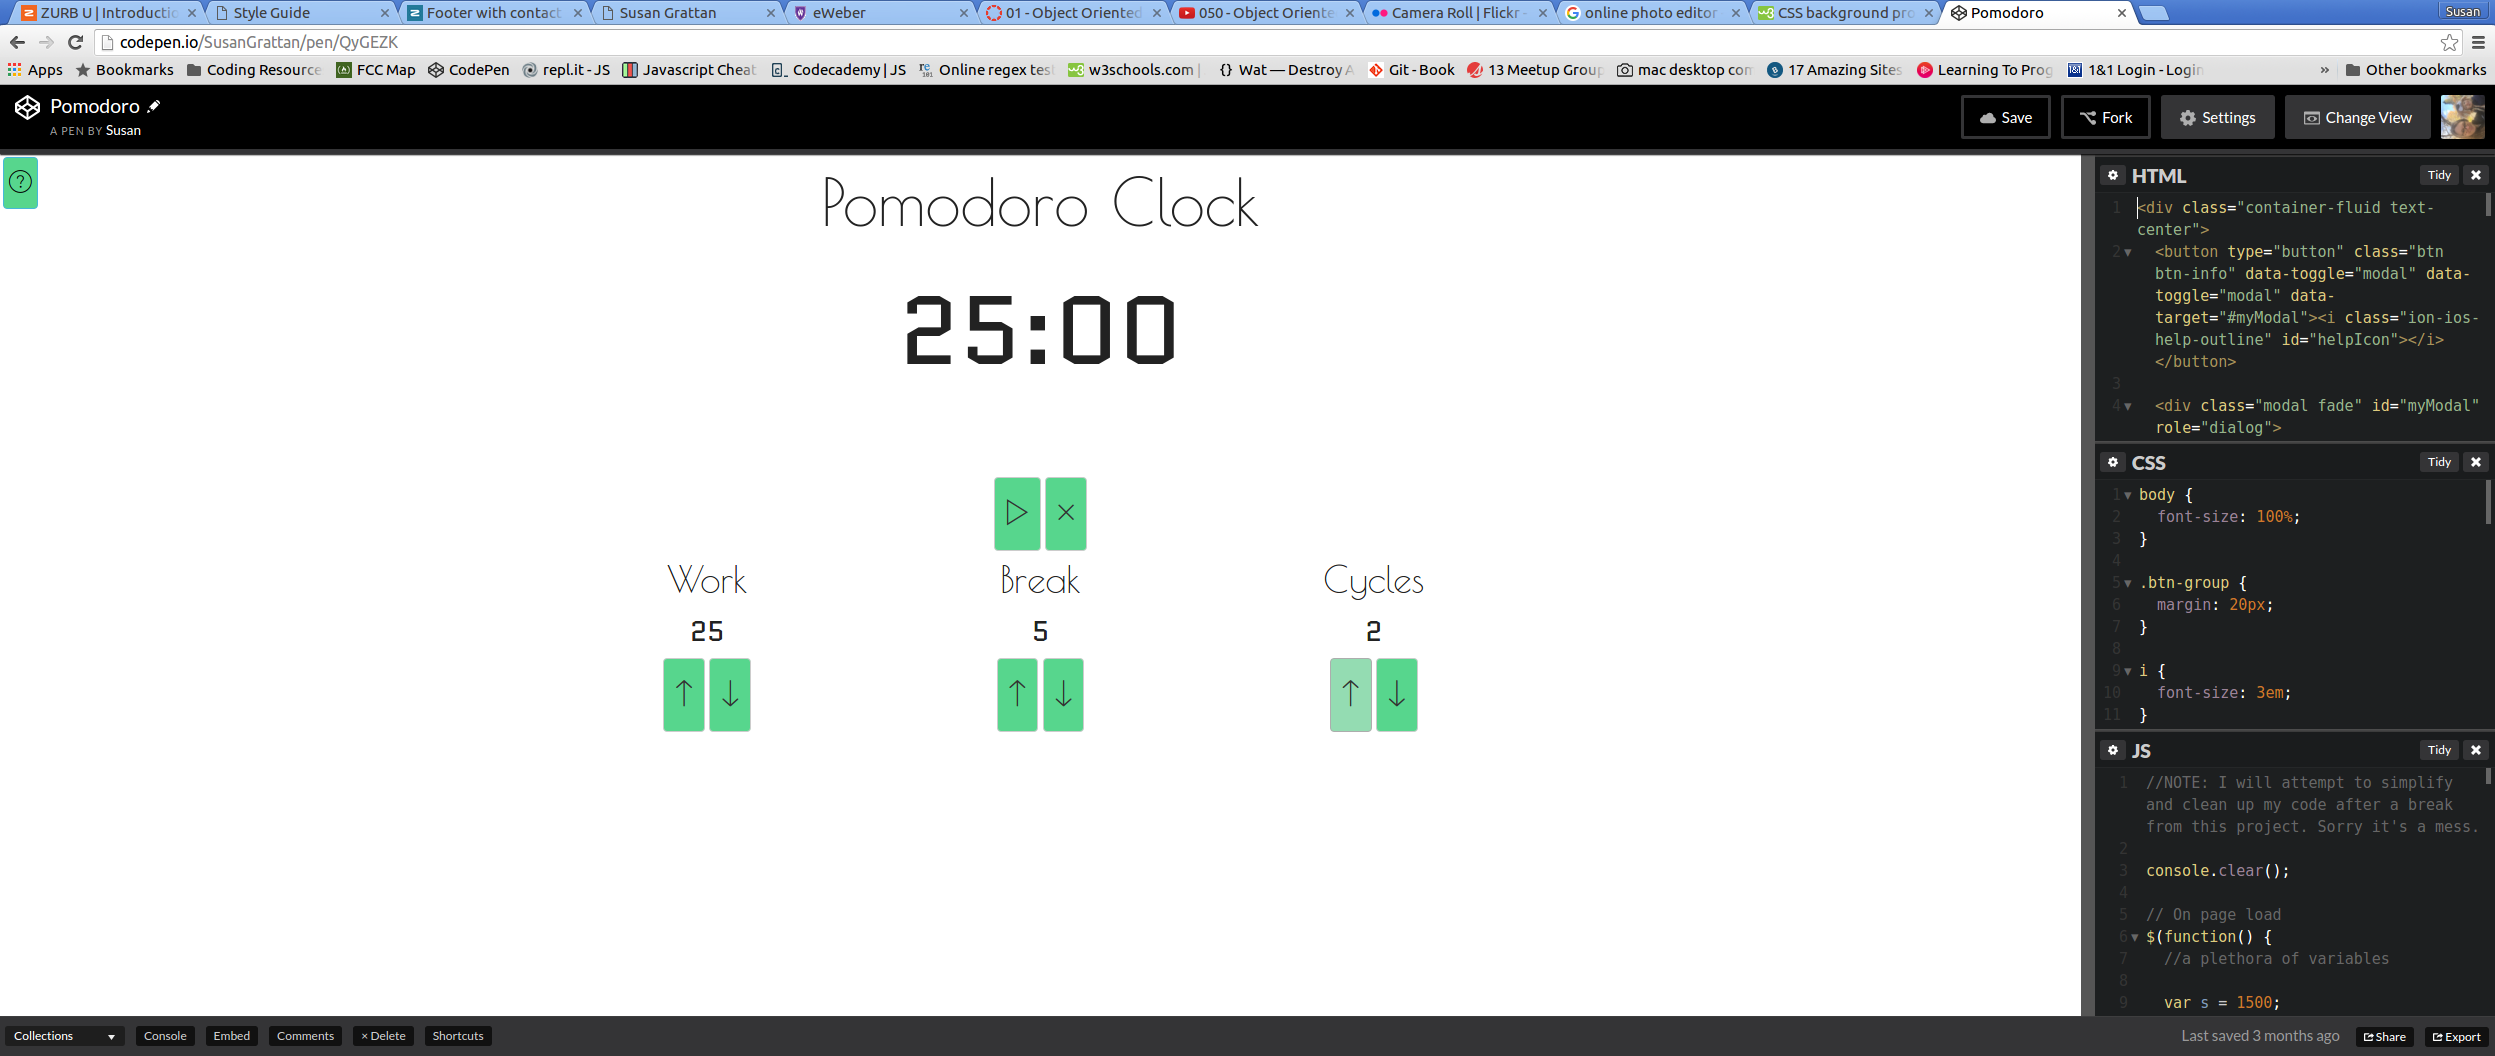 ZURB U | Introductio
Style Guide
Footer with contact
Susan Grattan
eWeber
01 - Object Oriented
050 - Object Oriente
Camera Roll | Flickr -
online photo editor
CSS background pro
Pomodoro
Susan
codepen.io/SusanGrattan/pen/QyGEZK
Apps
Bookmarks
Coding Resource
FCC Map
CodePen
repl.it - JS
Javascript Cheat
Codecademy | JS
Online regex test
w3schools.com |
Wat — Destroy A
Git - Book
13 Meetup Group
mac desktop com
17 Amazing Sites
Learning To Prog
1&1 Login - Login
»
Other bookmarks
Pomodoro
A PEN BY Susan
Save
Fork
Settings
Change View
Pomodoro Clock
25:00
Work
Break
Cycles
25
5
2
HTML
Tidy
1 <div class="container-fluid text-
center">
2 <button type="button" class="btn
btn-info" data-toggle="modal" data-
toggle="modal" data-
target="#myModal"><i class="ion-ios-
help-outline" id="helpIcon"></i>
</button>
3
4 <div class="modal fade" id="myModal"
role="dialog">
CSS
Tidy
1 body {
2 font-size: 100%;
3 }
4
5 .btn-group {
6 margin: 20px;
7 }
8
9 i {
10 font-size: 3em;
11 }
JS
Tidy
1 //NOTE: I will attempt to simplify
and clean up my code after a break
from this project. Sorry it's a mess.
2
3 console.clear();
4
5 // On page load
6 $(function() {
7 //a plethora of variables
8
9 var s = 1500;
Collections
Console
Embed
Comments
× Delete
Shortcuts
Last saved 3 months ago
Share
Export